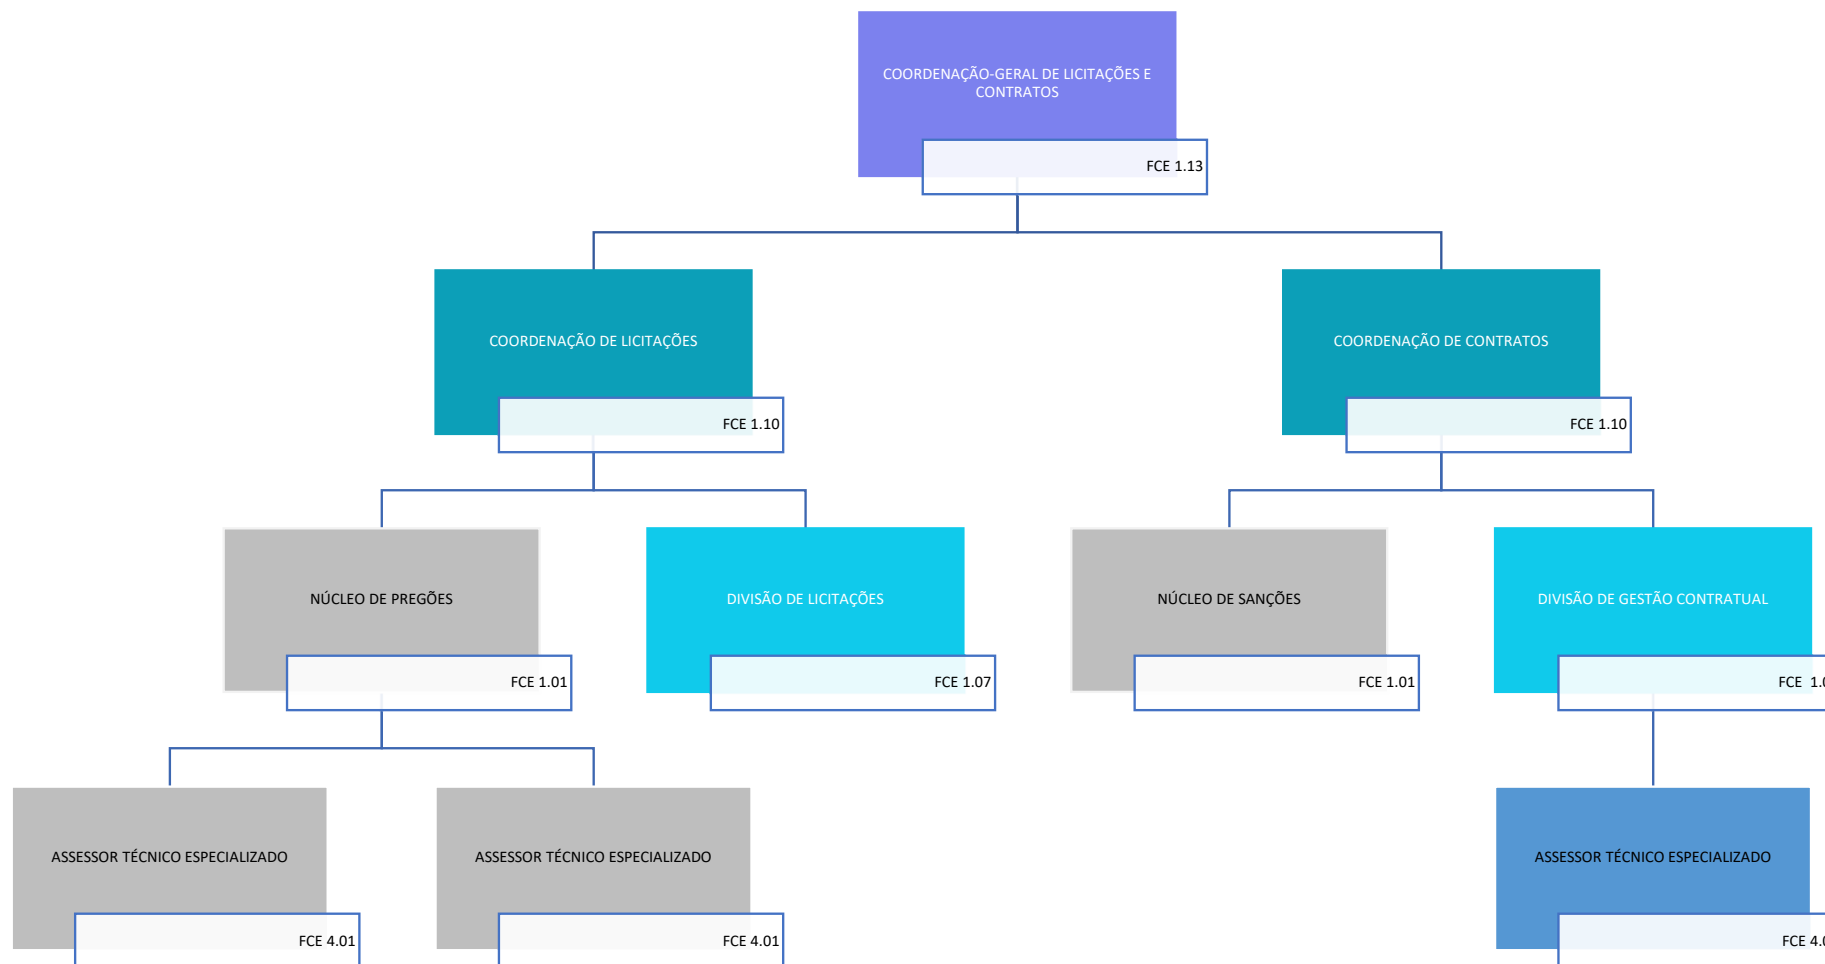 COORDENAÇÃO-GERAL DE LICITAÇÕES E
CONTRATOS
FCE 1.13
COORDENAÇÃO DE LICITAÇÕES
COORDENAÇÃO DE CONTRATOS
FCE 1.10
FCE 1.10
NÚCLEO DE PREGÕES
DIVISÃO DE LICITAÇÕES
NÚCLEO DE SANÇÕES
DIVISÃO DE GESTÃO CONTRATUAL
FCE 1.01
FCE 1.07
FCE 1.01
FCE
ASSESSOR TÉCNICO ESPECIALIZADO
ASSESSOR TÉCNICO ESPECIALIZADO
ASSESSOR TÉCNICO ESPECIALIZADO
FCE 4.01
FCE 4.01
FCE